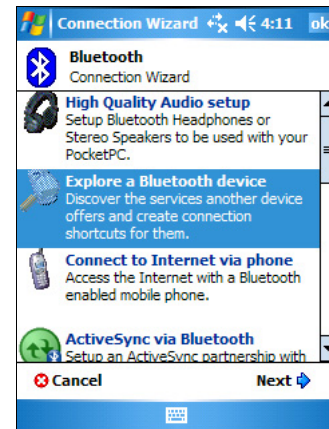 Connection Wizard 4:11 ok
Bluetooth
Connection Wizard
High Quality Audio setup
Setup Bluetooth Headphones or
Stereo Speakers to be used with your
PocketPC.
Explore a Bluetooth device
Discover the services another device
offers and create connection
shortcuts for them.
Connect to Internet via phone
Access the Internet with a Bluetooth
enabled mobile phone.
ActiveSync via Bluetooth
Setup an ActiveSync partnership with
Cancel Next